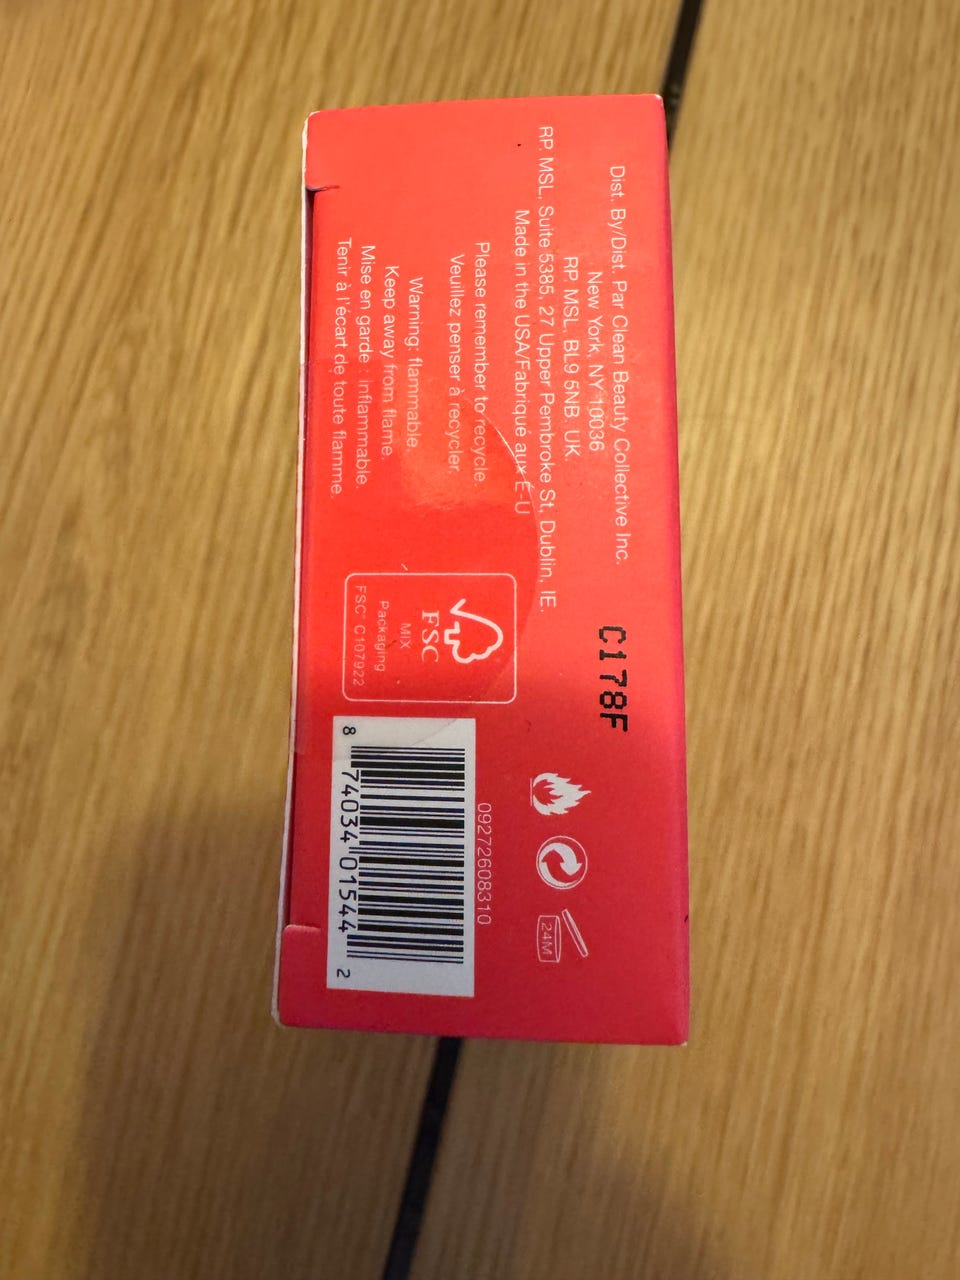 Dist. By/Dist. Par Clean Beauty Collective Inc.
New York, NY 10036
RP. MSL, BL9 5NB. UK.
RP. MSL, Suite 5385, 27 Upper Pembroke St, Dublin, IE.
Made in the USA/Fabriqué aux É-U
Please remember to recycle.
Veuillez penser à recycler.
Warning: flammable.
Keep away from flame.
Mise en garde : inflammable.
Tenir à l'écart de toute flamme.
C178F
FSC
MIX
Packaging
FSC™ C107922
24M
09272608310
8 74034 01544 2